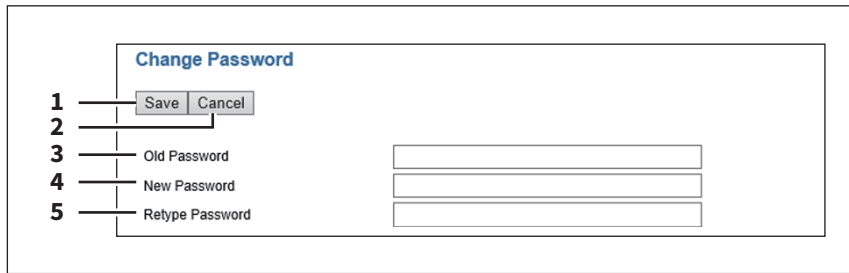 Change Password
1 Save Cancel
2
3 Old Password
4 New Password
5 Retype Password